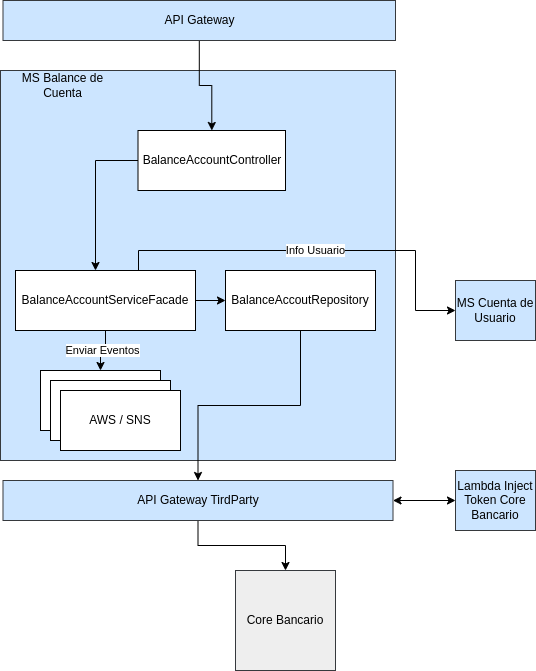 API Gateway
MS Balance de
Cuenta
BalanceAccountController
Info Usuario
BalanceAccountServiceFacade
BalanceAccoutRepository
MS Cuenta de
Usuario
Enviar Eventos
AWS / SNS
API Gateway TirdParty
Lambda Inject
Token Core
Bancario
Core Bancario